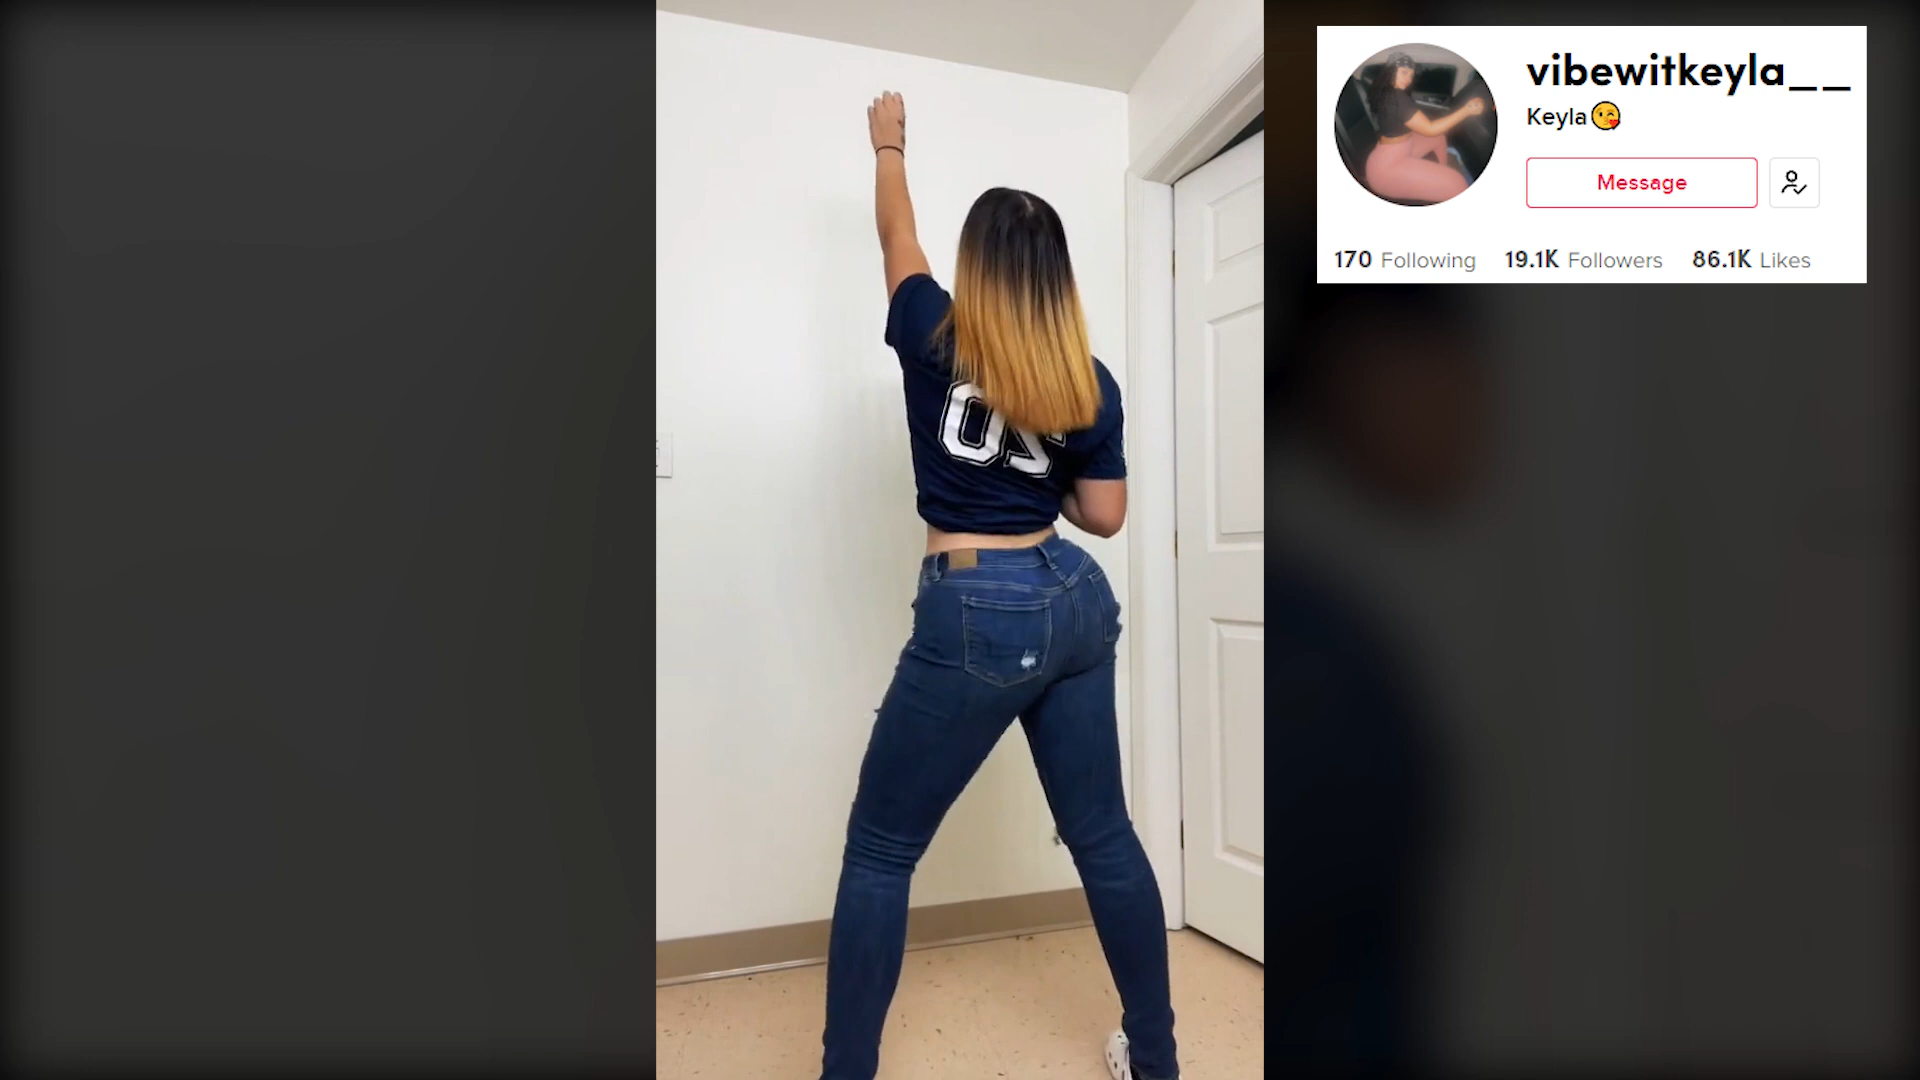 vibewitkeyla__
Keyla😘
Message
170 Following 19.1K Followers 86.1K Likes